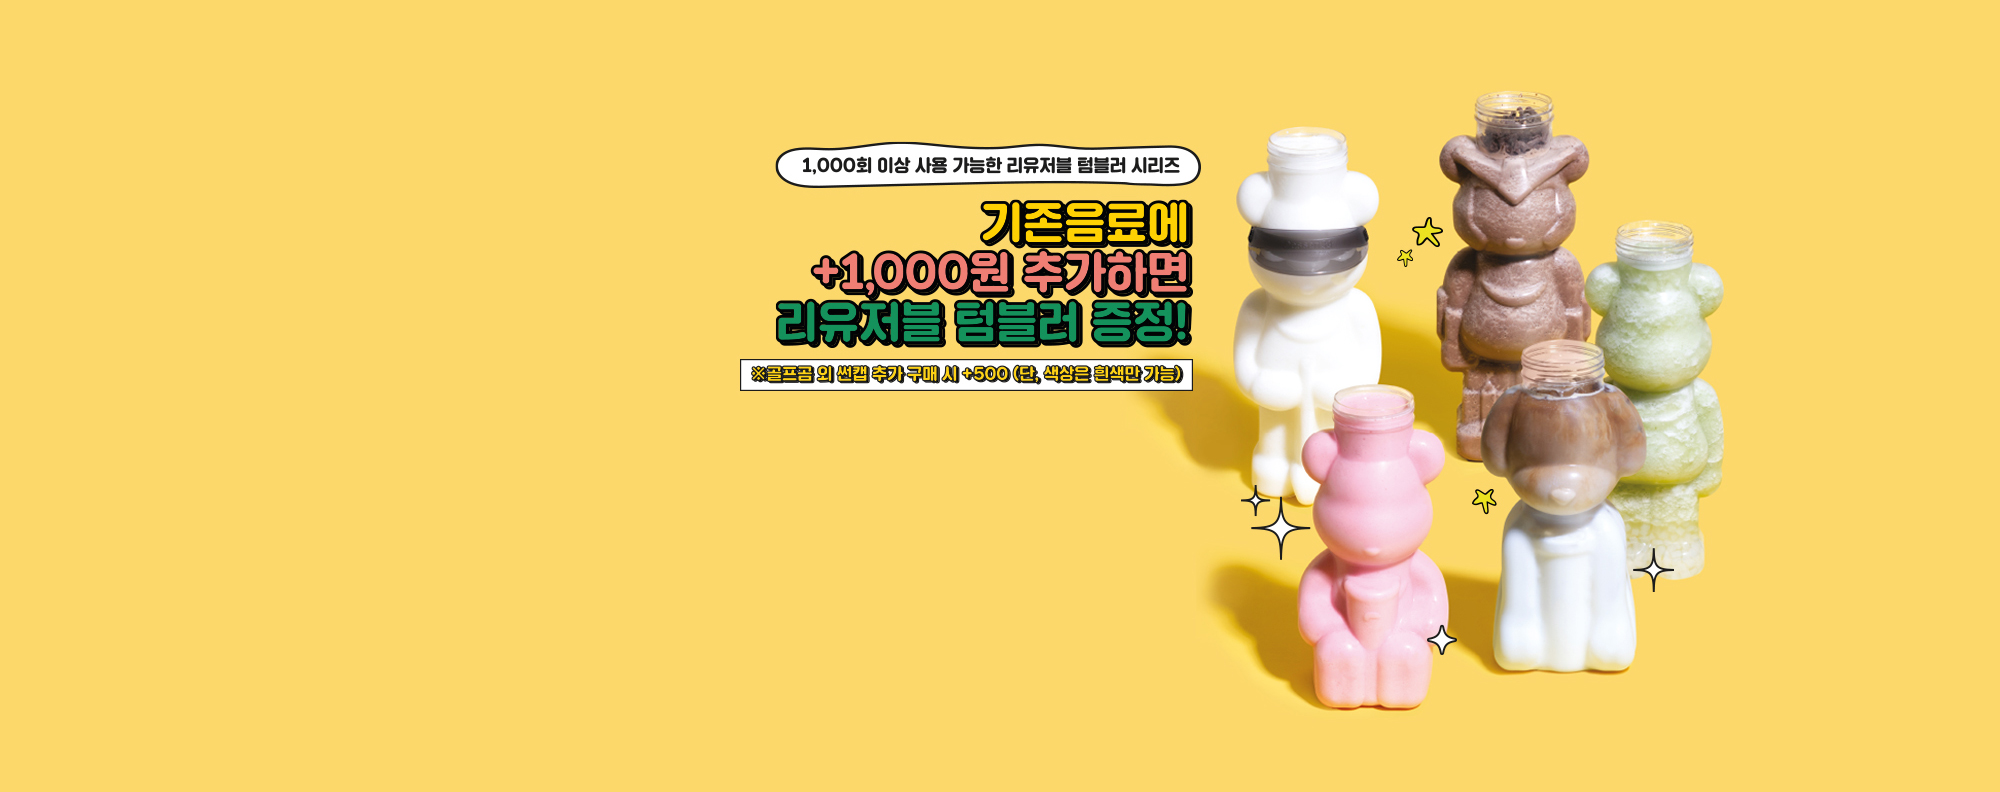 1,000회 이상 사용 가능한 리유저블 텀블러 시리즈
기존음료에
+1,000원 추가하면
리유저블 텀블러 증정!
※골프곰 외 썬캡 추가 구매 시 +500 (단, 색상은 흰색만 가능)